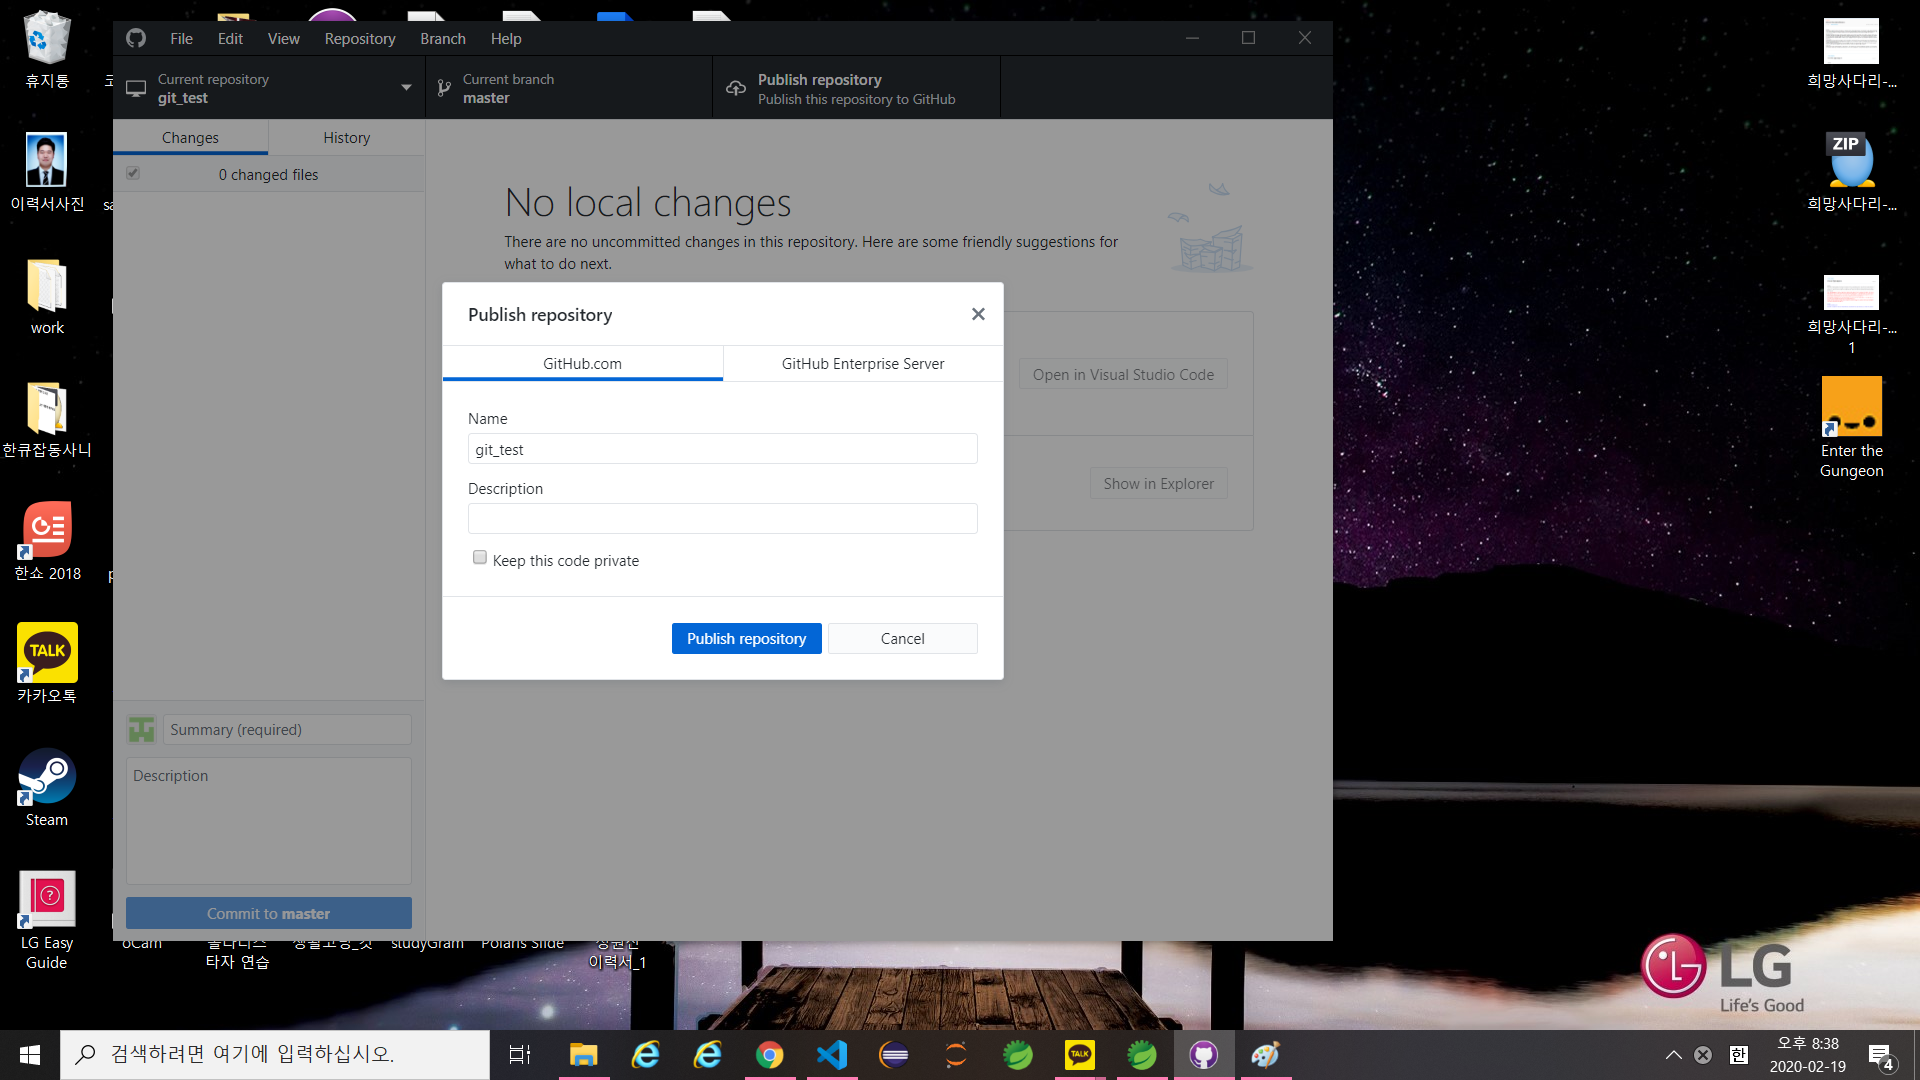 File
Edit
View
Repository
Branch
Help
Current repository
git_test
Current branch
master
Publish repository
Publish this repository to GitHub
Changes
History
0 changed files
No local changes
There are no uncommitted changes in this repository. Here are some friendly suggestions for
what to do next.
Open in Visual Studio Code
Show in Explorer
Publish repository
GitHub.com
GitHub Enterprise Server
Name
git_test
Description
Keep this code private
Publish repository
Cancel
Summary (required)
Description
Commit to master
휴지통
이력서사진
work
한큐잡동사니
한쇼 2018
TALK
카카오톡
Steam
LG Easy
Guide
oCam
타자 연습
studyGram
Polaris Slide
이력서_1
희망사다리-...
ZIP
희망사다리-...
희망사다리-...
1
Enter the
Gungeon
LG
Life's Good
검색하려면 여기에 입력하십시오.
TALK
한
오후 8:38
2020-02-19
4